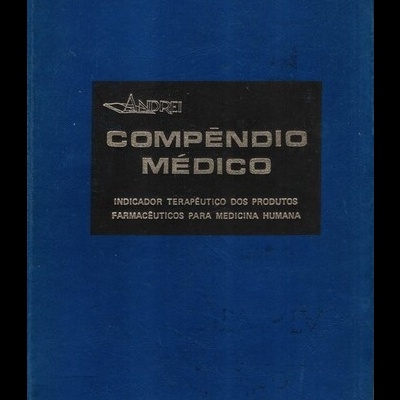 ANDREI
COMPÊNDIO
MÉDICO
INDICADOR TERAPÊUTICO DOS PRODUTOS
FARMACÊUTICOS PARA MEDICINA HUMANA